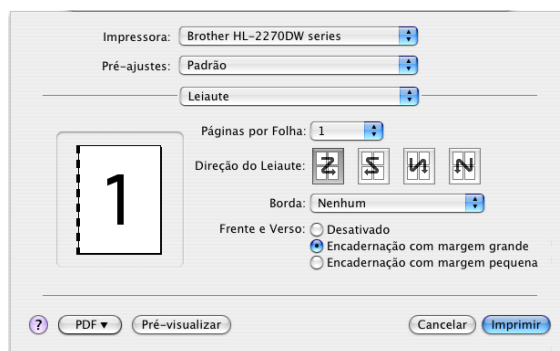 Impressora: Brother HL-2270DW series
Pré-ajustes: Padrão
Leiaute
Páginas por Folha: 1
Direção do Leiaute:
Borda: Nenhum
Frente e Verso: Desativado
Encadernação com margem grande
Encadernação com margem pequena
1
? PDF ▼ Pré-visualizar Cancelar Imprimir